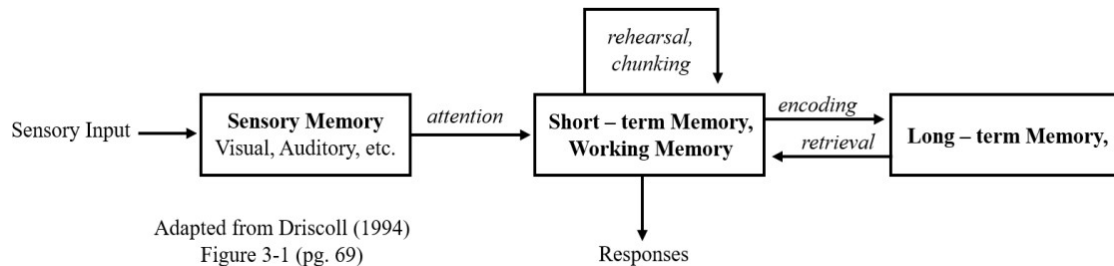 rehearsal,
chunking
Sensory Input
Sensory Memory
Visual, Auditory, etc.
attention
Short – term Memory,
Working Memory
encoding
retrieval
Long – term Memory,
Adapted from Driscoll (1994)
Figure 3-1 (pg. 69)
Responses